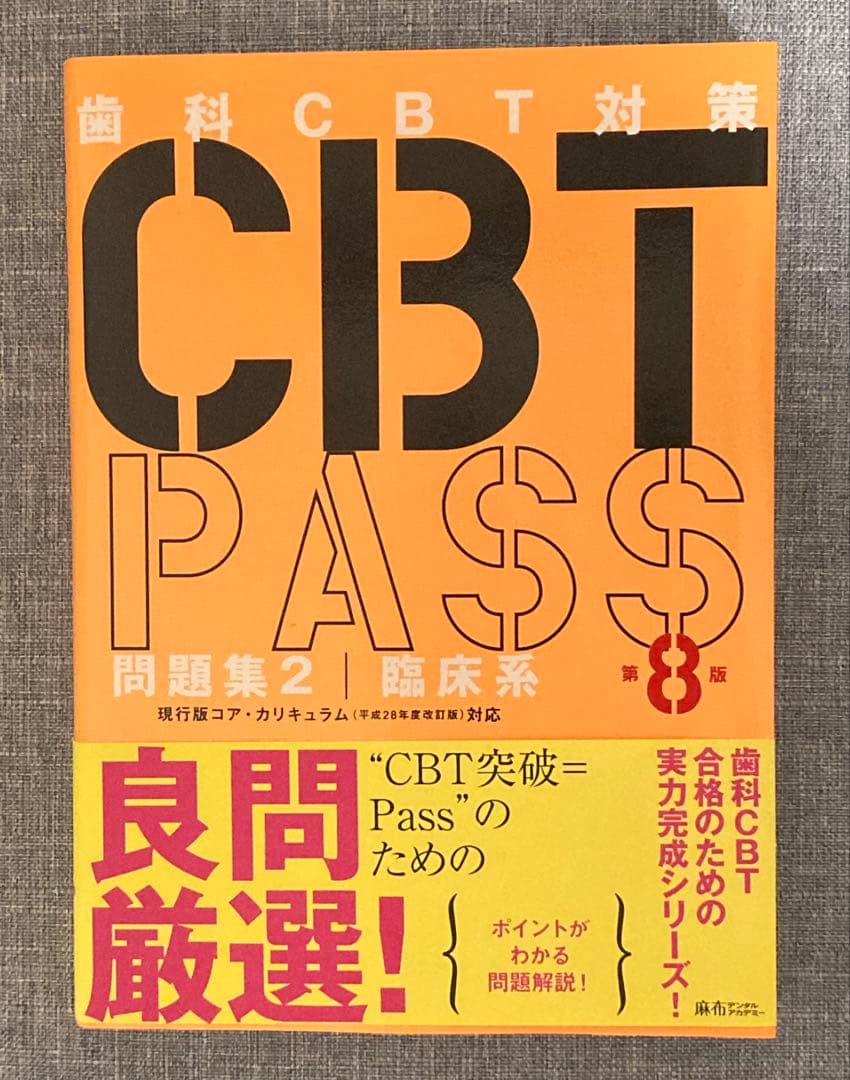 歯科CBT対策
CBT
PASS
問題集2|臨床系
第8版
現行版コア・カリキュラム(平成28年度改訂版)対応
良問
厳選!
“CBT突破=
Pass”の
ための
ポイントが
わかる
問題解説!
歯科CBT
合格のための
実力完成シリーズ!
麻布デンタルアカデミー